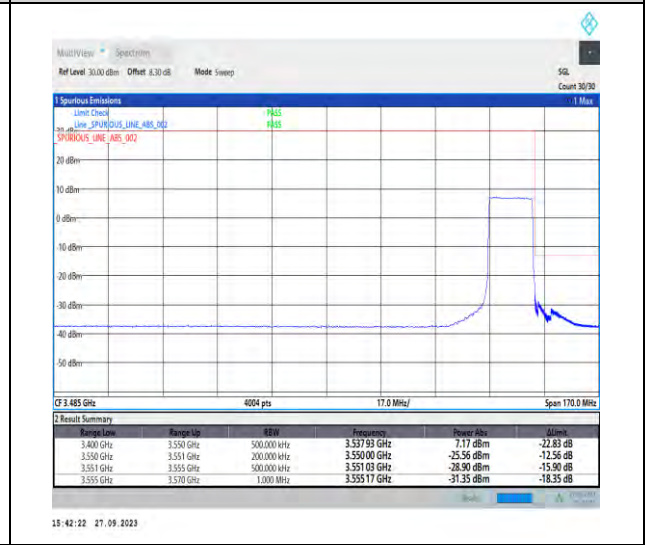 MultiView Spectrum
Ref Level 30.00 dBm Offset 8.30 dB Mode Sweep SGL
Count 30/30
1 Spurious Emissions 1 Max
Limit Check PASS
Line _SPURIOUS_LINE_ABS_002 PASS
SPURIOUS_LINE_ABS_002
20 dBm
10 dBm
0 dBm
-10 dBm
-20 dBm
-30 dBm
-40 dBm
-50 dBm
CF 3.485 GHz 4004 pts 17.0 MHz/ Span 170.0 MHz
2 Result Summary
Range Low Range Up RBW Frequency Power Abs ΔLimit
3.400 GHz 3.550 GHz 500.000 kHz 3.537 93 GHz 7.17 dBm -22.83 dB
3.550 GHz 3.551 GHz 200.000 kHz 3.550 00 GHz -25.56 dBm -12.56 dB
3.551 GHz 3.555 GHz 500.000 kHz 3.551 03 GHz -28.90 dBm -15.90 dB
3.555 GHz 3.570 GHz 1.000 MHz 3.555 17 GHz -31.35 dBm -18.35 dB
15:42:22 27.09.2023